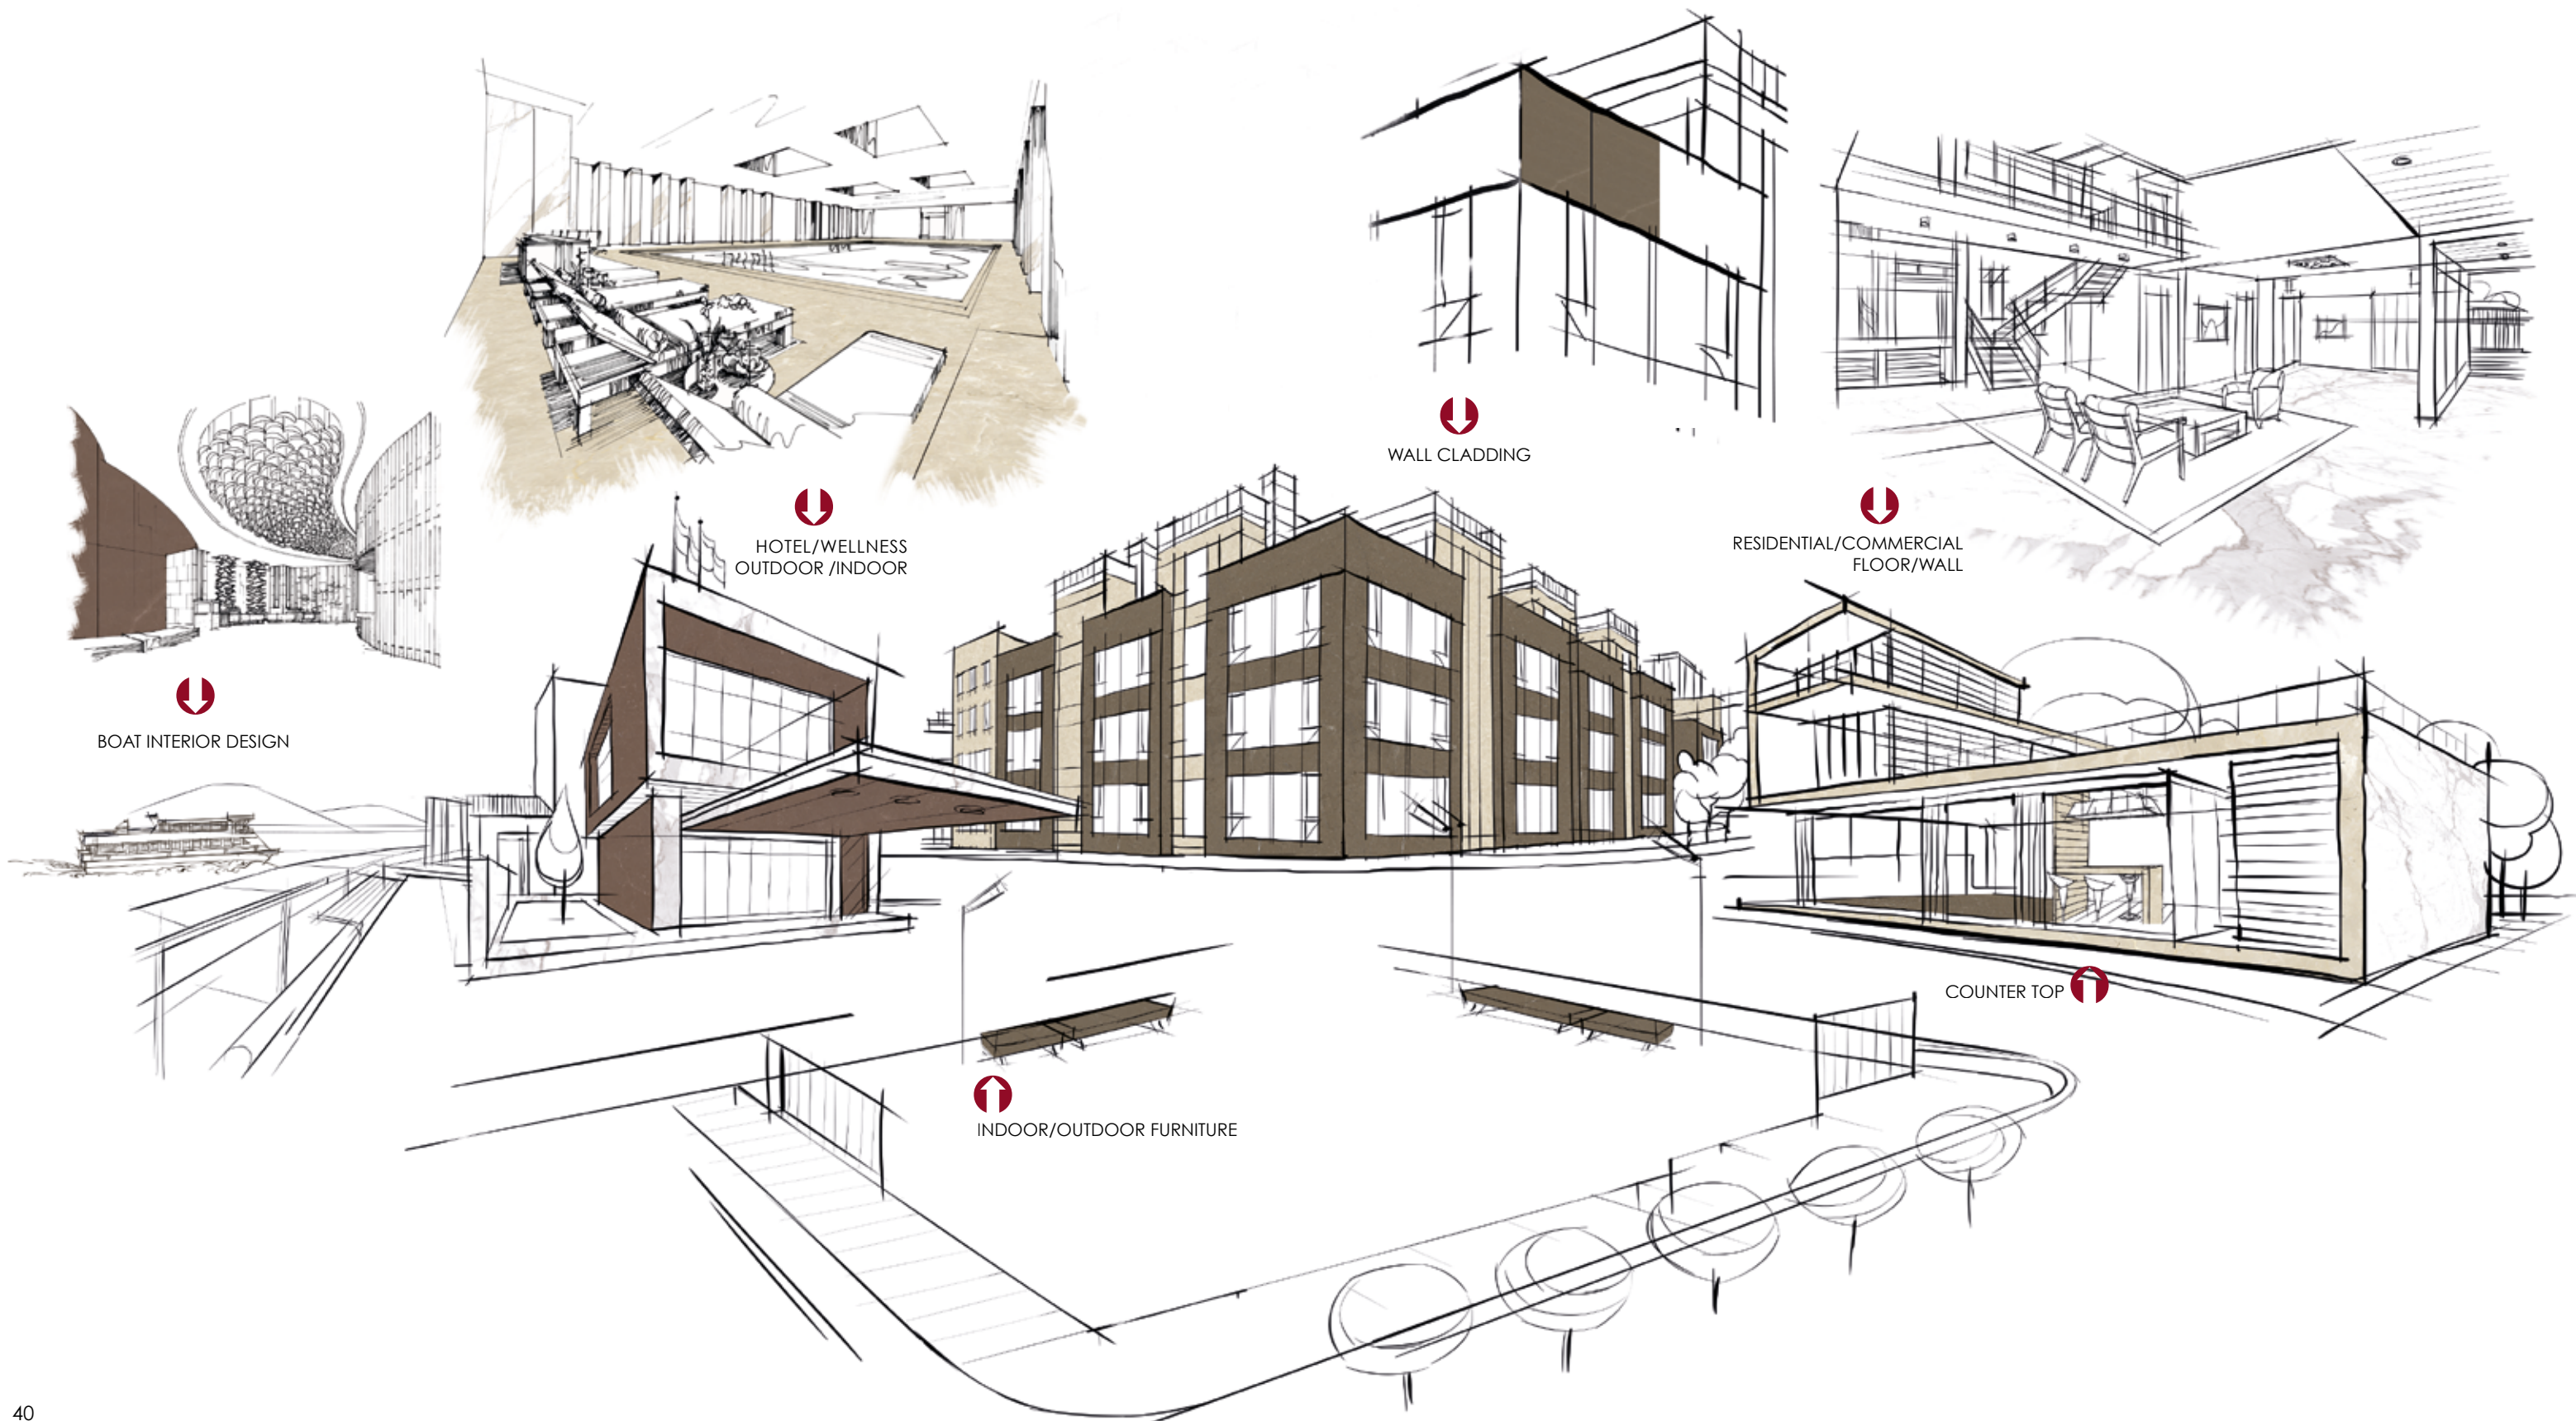 WALL CLADDING
HOTEL/WELLNESS
OUTDOOR /INDOOR
RESIDENTIAL/COMMERCIAL
FLOOR/WALL
BOAT INTERIOR DESIGN
COUNTER TOP
INDOOR/OUTDOOR FURNITURE
40